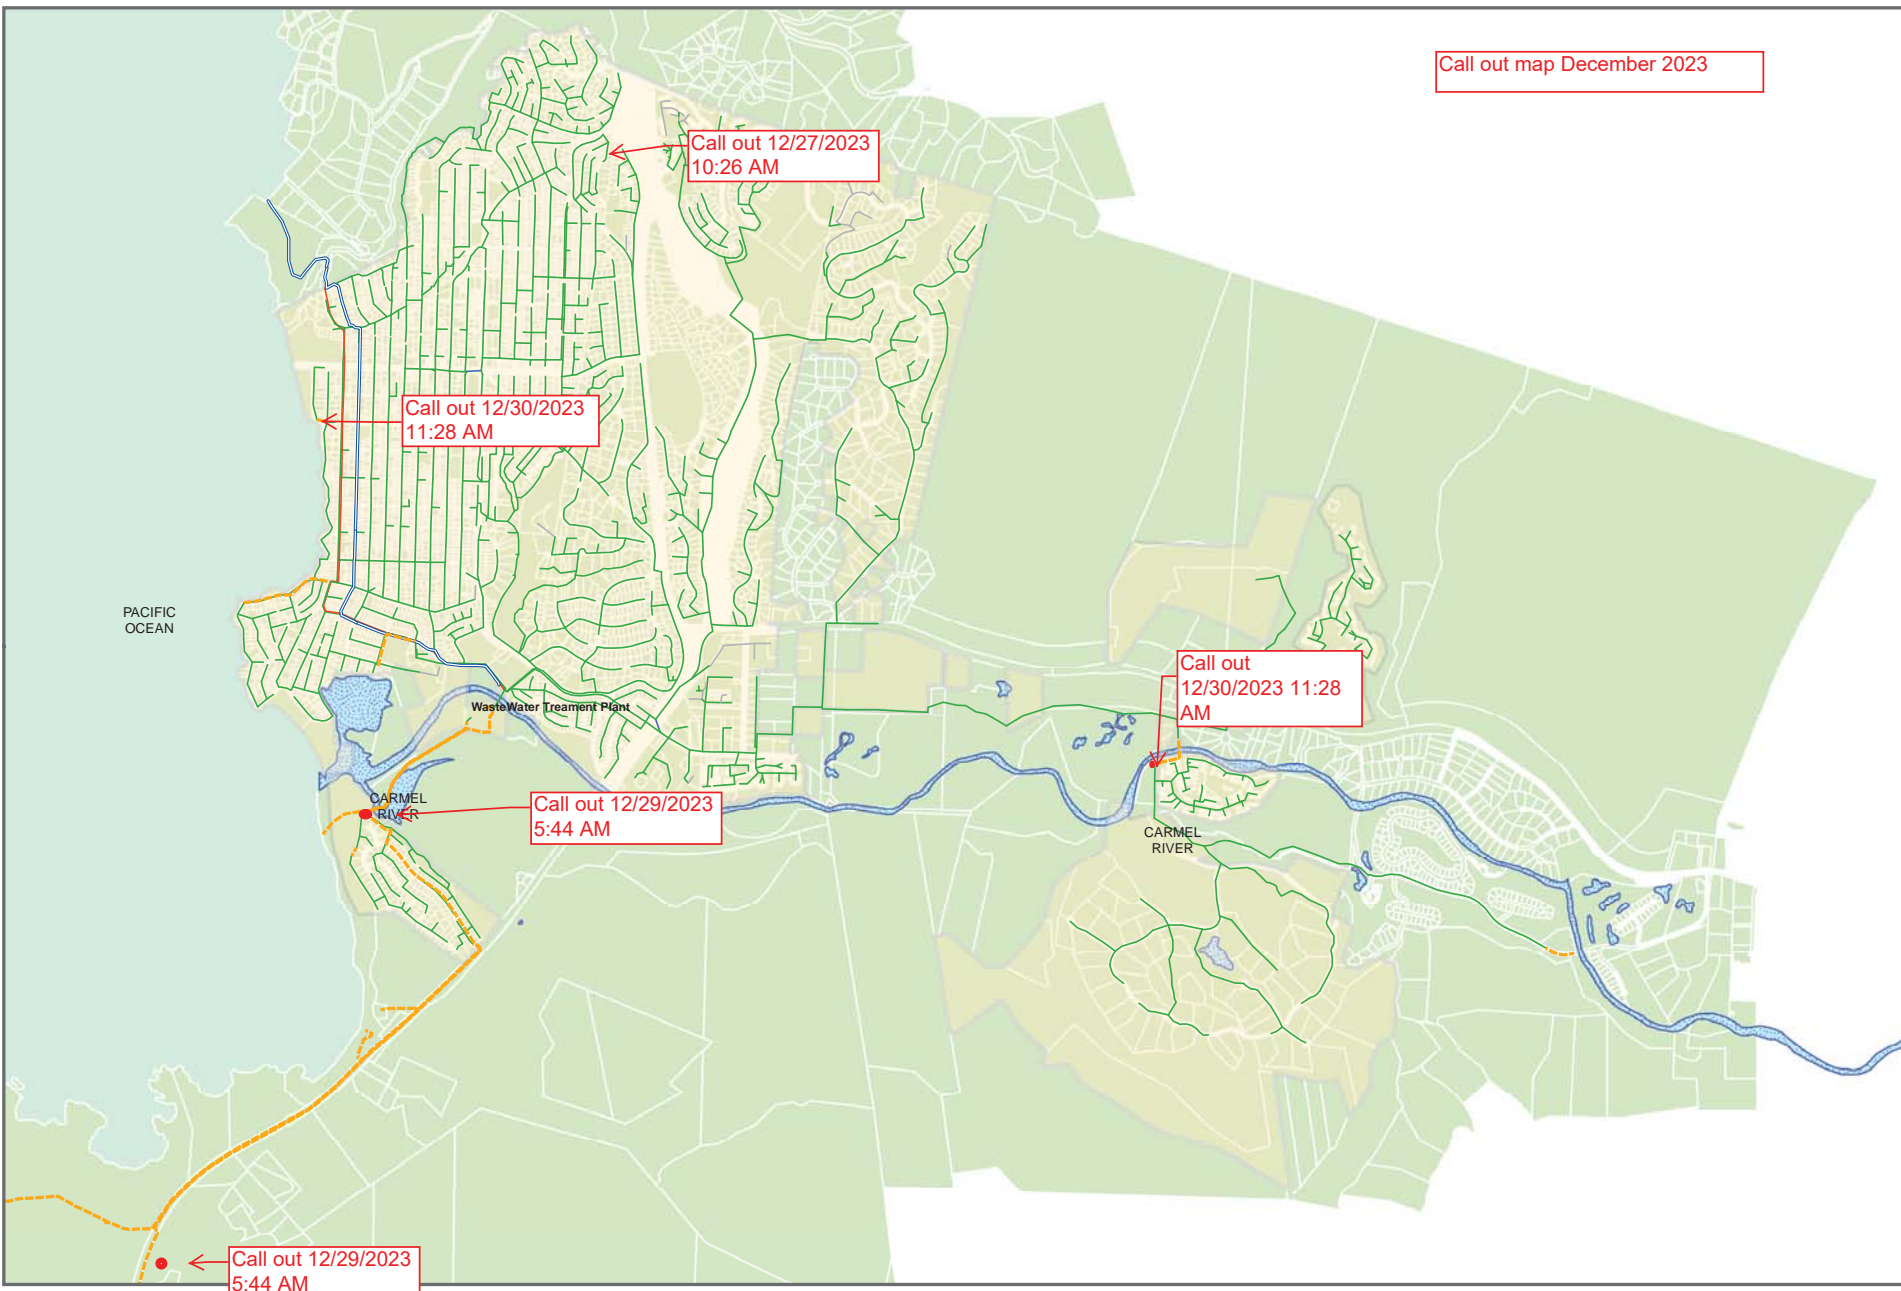 Call out map December 2023
Call out 12/27/2023
10:26 AM
Call out 12/30/2023
11:28 AM
PACIFIC
OCEAN
Call out
12/30/2023 11:28
AM
WasteWater Treament Plant
CARMEL
RIVER
Call out 12/29/2023
5:44 AM
CARMEL
RIVER
Call out 12/29/2023
5:44 AM